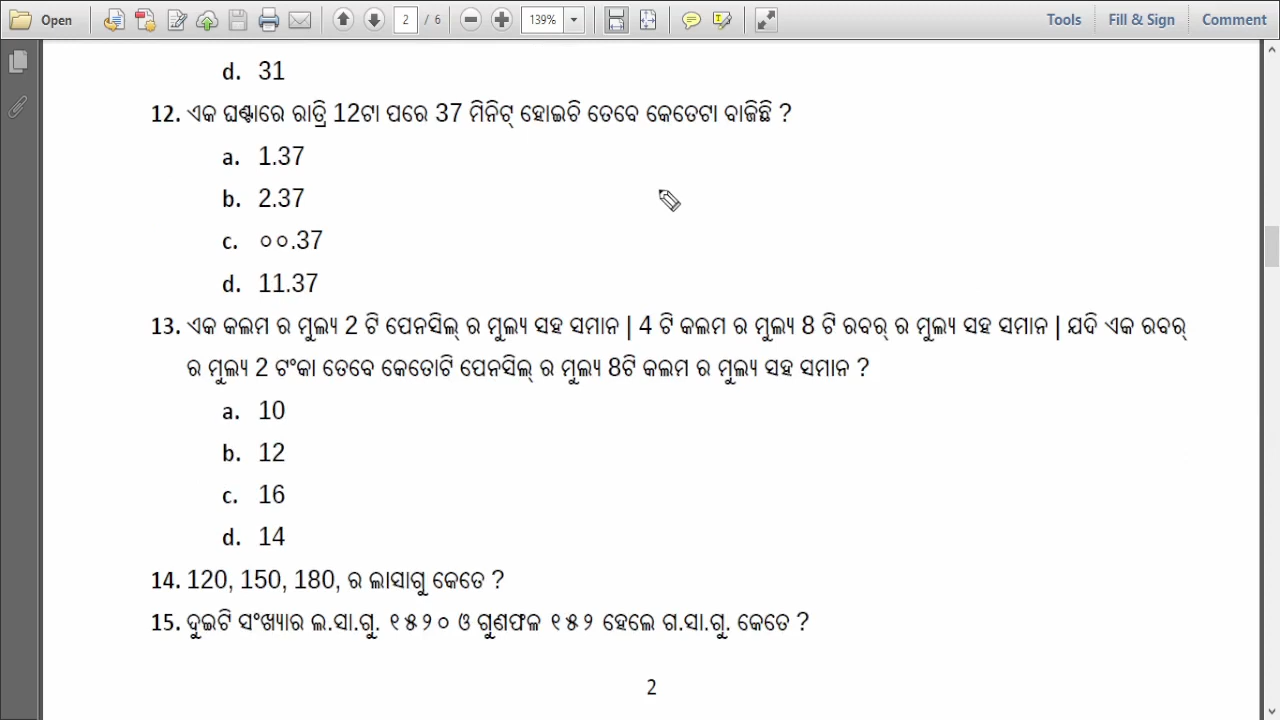 Open 2 / 6 139% Tools Fill & Sign Comment
d. 31
12. ଏକ ଘଣ୍ଟାରେ ରାତ୍ରି 12ଟା ପରେ 37 ମିନିଟ୍ ହୋଇଚି ତେବେ କେତେଟା ବାଜିଛି ?
a. 1.37
b. 2.37
c. ୦୦.37
d. 11.37
13. ଏକ କଲମ ର ମୁଲ୍ୟ 2 ଟି ପେନସିଲ୍ ର ମୁଲ୍ୟ ସହ ସମାନ | 4 ଟି କଲମ ର ମୁଲ୍ୟ 8 ଟି ରବର୍ ର ମୁଲ୍ୟ ସହ ସମାନ | ଯଦି ଏକ ରବର୍
ର ମୁଲ୍ୟ 2 ଟଂକା ତେବେ କେତୋଟି ପେନସିଲ୍ ର ମୁଲ୍ୟ 8ଟି କଲମ ର ମୁଲ୍ୟ ସହ ସମାନ ?
a. 10
b. 12
c. 16
d. 14
14. 120, 150, 180, ର ଲାସାଗୁ କେତେ ?
15. ଦୁଇଟି ସଂଖ୍ୟାର ଲ.ସା.ଗୁ. ୧୫୨୦ ଓ ଗୁଣଫଳ ୧୫୨ ହେଲେ ଗ.ସା.ଗୁ. କେତେ ?
2